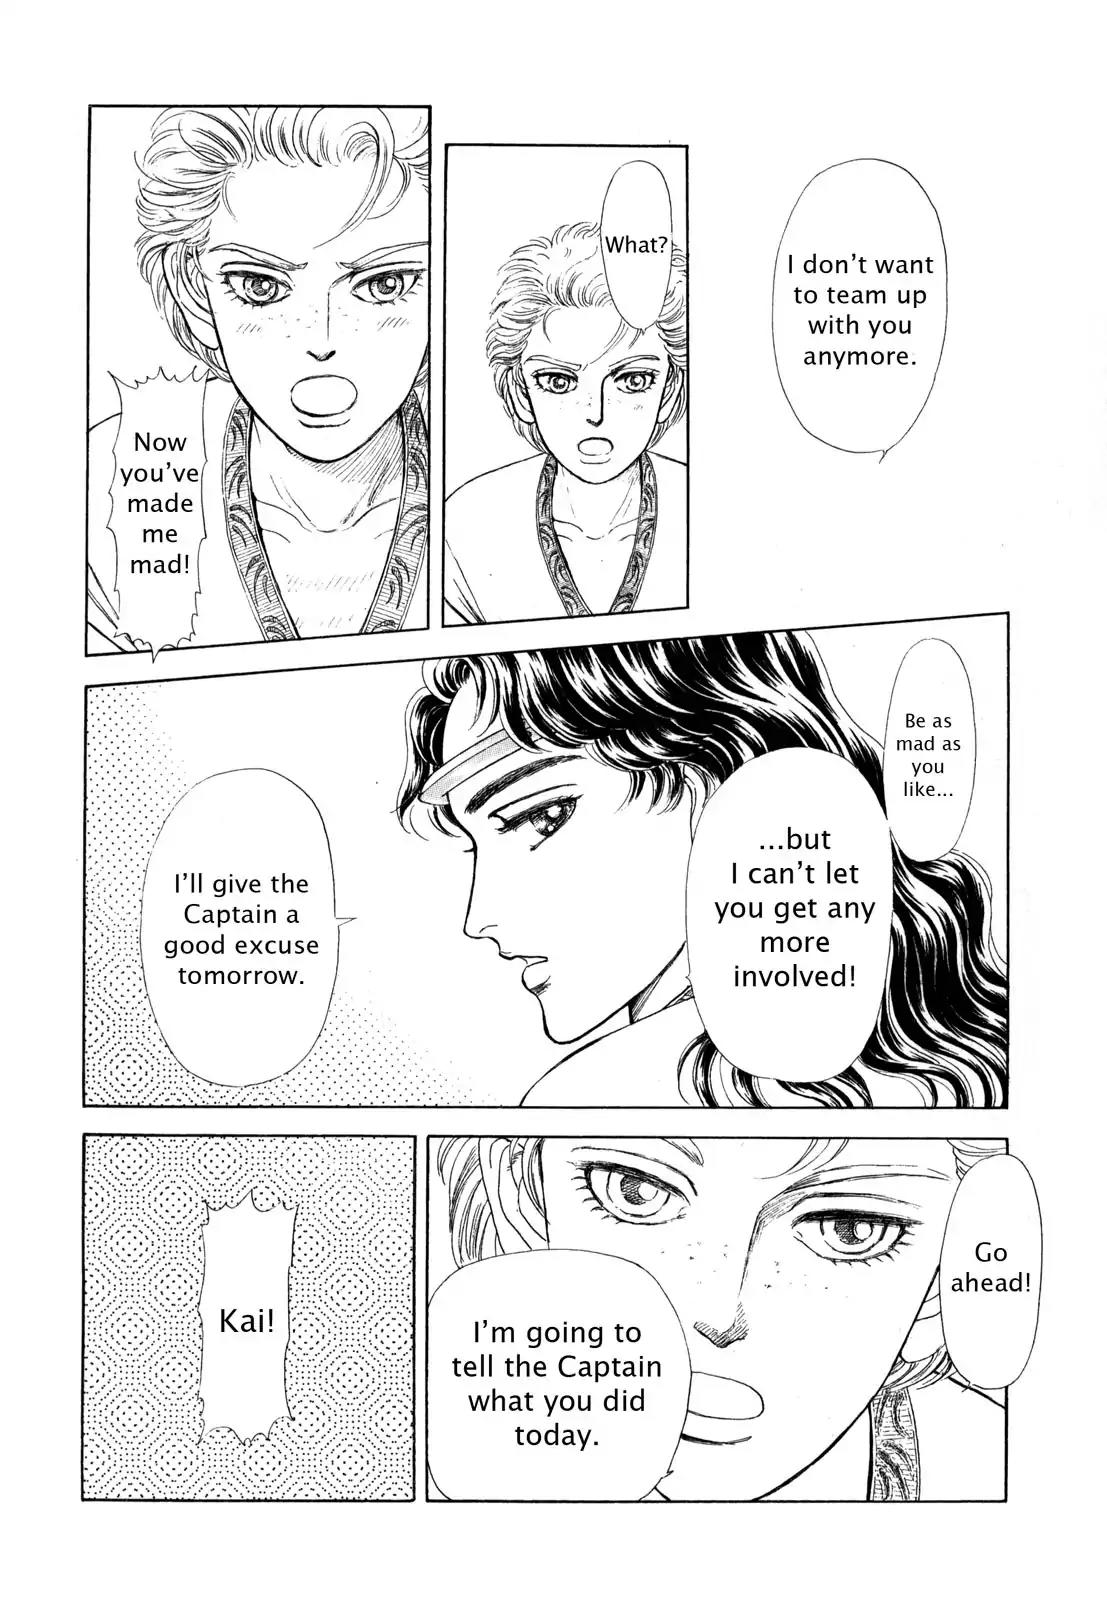 I don't want
to team up
with you
anymore.
What?
Now
you've
made
me
mad!
Be as
mad as
you
like...
...but
I can't let
you get any
more
involved!
I'll give the
Captain a
good excuse
tomorrow.
Go
ahead!
I'm going to
tell the Captain
what you did
today.
Kai!